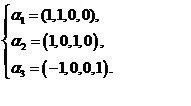 α₁ = (1,1,0,0),
α₂ = (1,0,1,0),
α₃ = (−1,0,0,1).